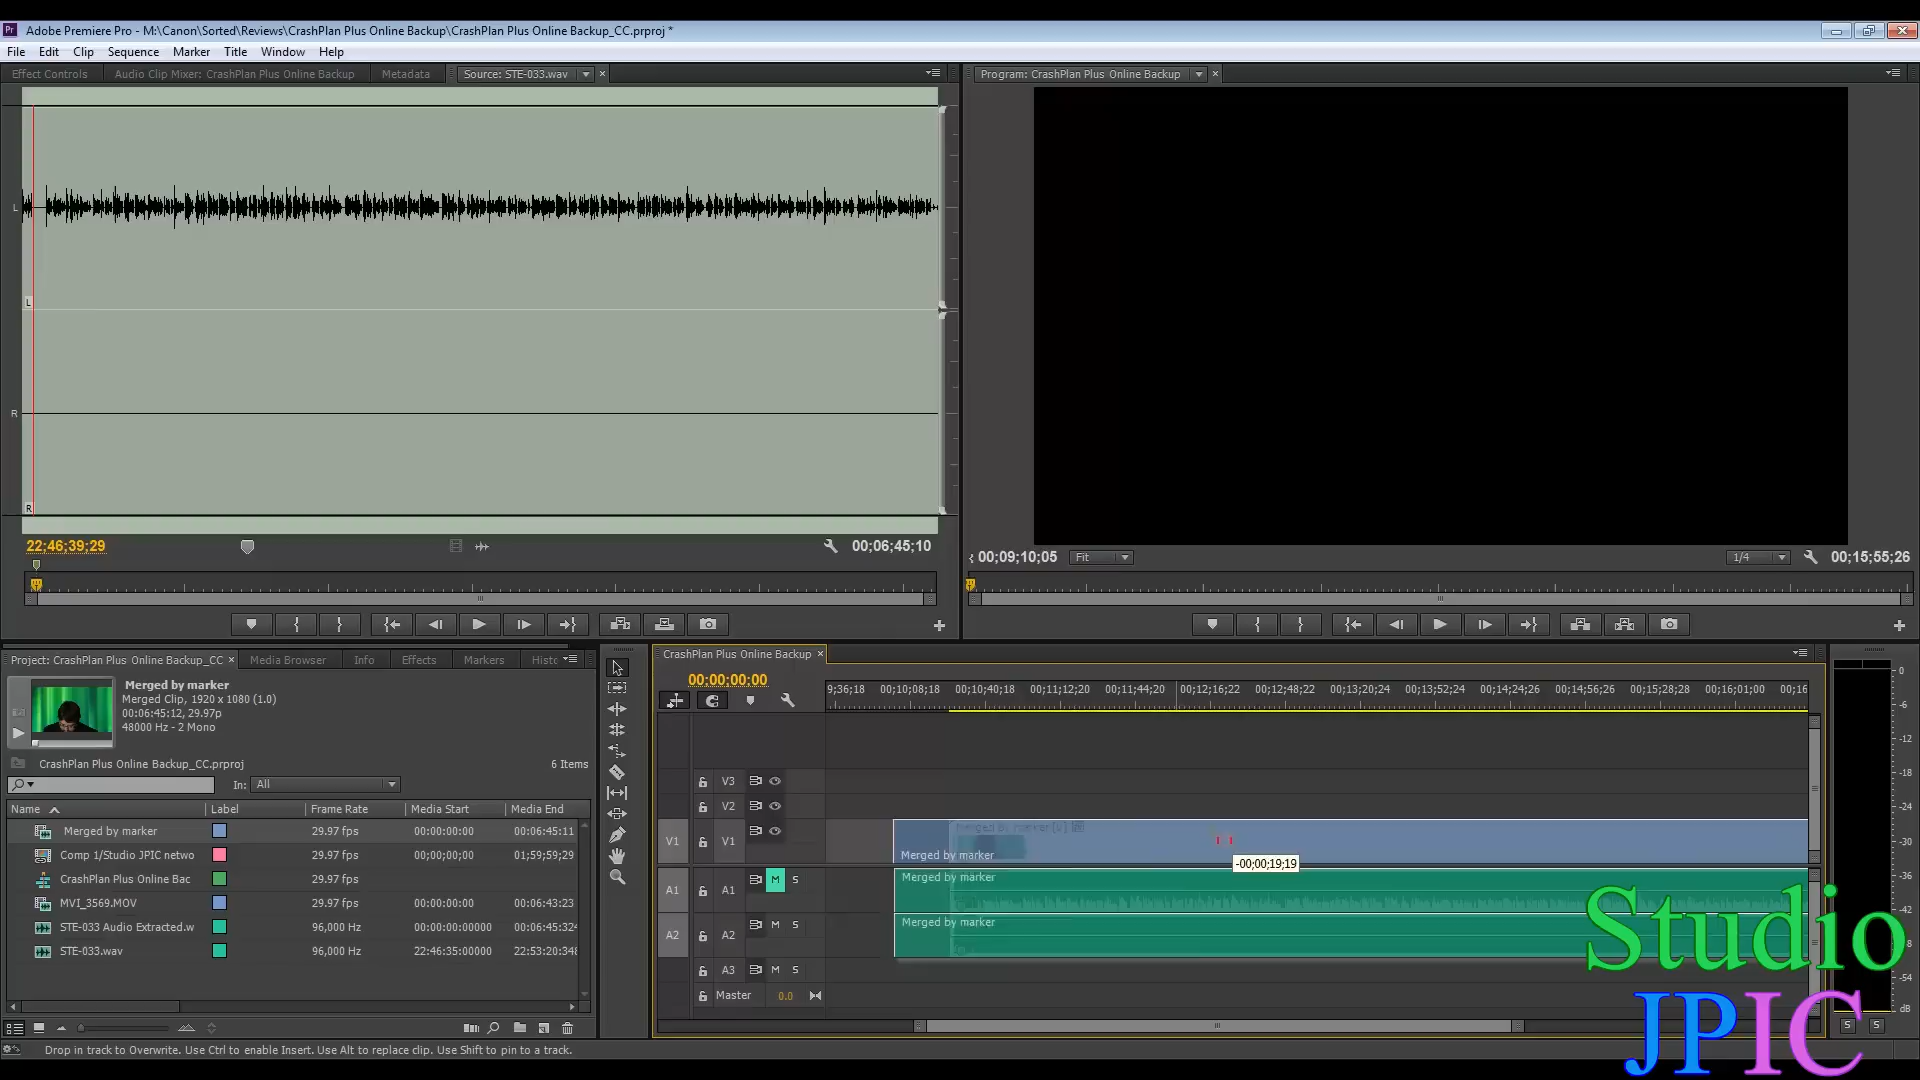 Adobe Premiere Pro - M:\Canon\Sorted\Reviews\CrashPlan Plus Online Backup\CrashPlan Plus Online Backup_CC.prproj *
File Edit Clip Sequence Marker Title Window Help
Effect Controls Audio Clip Mixer: CrashPlan Plus Online Backup Metadata Source: STE-033.wav
Program: CrashPlan Plus Online Backup
L
L
R
R
22;46;39;29 00;06;45;10
00;09;10;05 Fit 1/4 00;15;55;26
Project: CrashPlan Plus Online Backup_CC Media Browser Info Effects Markers Histo
Merged by marker
Merged Clip, 1920 x 1080 (1.0)
00:06:45:12, 29.97p
48000 Hz - 2 Mono
CrashPlan Plus Online Backup_CC.prproj 6 Items
In: All
Name Label Frame Rate Media Start Media End
Merged by marker 29.97 fps 00:00:00:00 00:06:45:11
Comp 1/Studio JPIC netwo 29.97 fps 00;00;00;00 01;59;59;29
CrashPlan Plus Online Bac 29.97 fps
MVI_3569.MOV 29.97 fps 00:00:00:00 00:06:43:23
STE-033 Audio Extracted.w 96,000 Hz 00:00:00:00000 00:06:45:324
STE-033.wav 96,000 Hz 22:46:35:00000 22:53:20:348
CrashPlan Plus Online Backup
00:00:00:00
9;36;18 00;10;08;18 00;10;40;18 00;11;12;20 00;11;44;20 00;12;16;22 00;12;48;22 00;13;20;24 00;13;52;24 00;14;24;26 00;14;56;26 00;15;28;28 00;16;01;00 00;16
V3
V2
V1 V1
Merged by marker [V]
Merged by marker
-00;00;19;19
A1 A1 M S
Merged by marker
A2 A2 M S
Merged by marker
A3 M S
Master 0.0
0
-6
-12
-18
-24
-30
-36
-42
-48
-54
dB
S S
Drop in track to Overwrite. Use Ctrl to enable Insert. Use Alt to replace clip. Use Shift to pin to a track.
Studio
JPIC